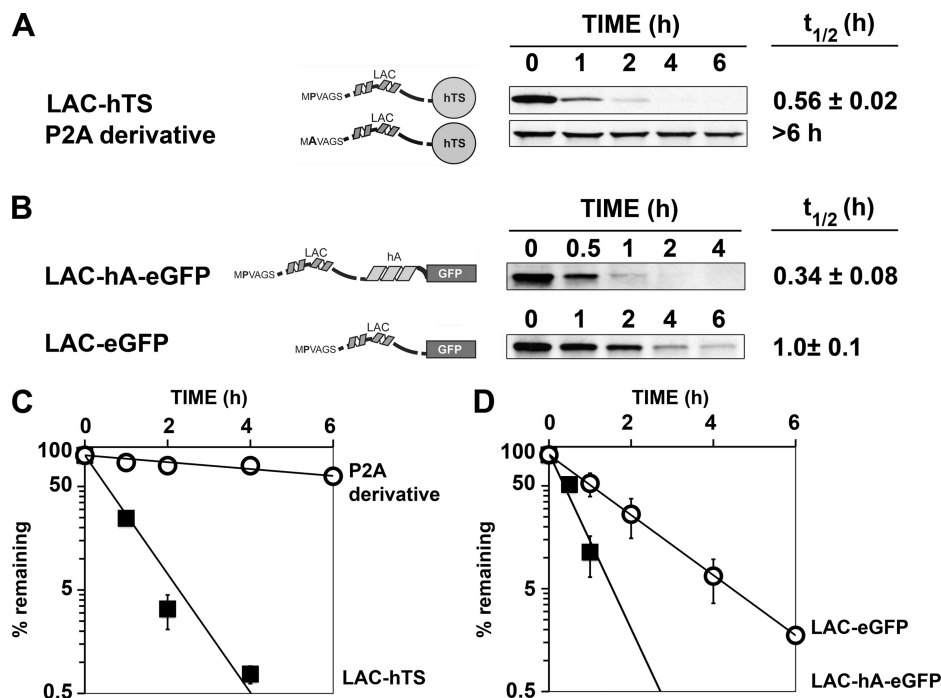 A
TIME (h)
t1/2 (h)
0 1 2 4 6
LAC-hTS
P2A derivative
LAC
MPVAGS
hTS
0.56 ± 0.02
LAC
MAVAGS
hTS
>6 h
B
TIME (h)
t1/2 (h)
0 0.5 1 2 4
LAC-hA-eGFP
LAC
hA
MPVAGS
GFP
0.34 ± 0.08
0 1 2 4 6
LAC-eGFP
LAC
MPVAGS
GFP
1.0± 0.1
C
TIME (h)
0 2 4 6
100
50
5
0.5
% remaining
P2A
derivative
LAC-hTS
D
TIME (h)
0 2 4 6
100
50
5
0.5
% remaining
LAC-eGFP
LAC-hA-eGFP